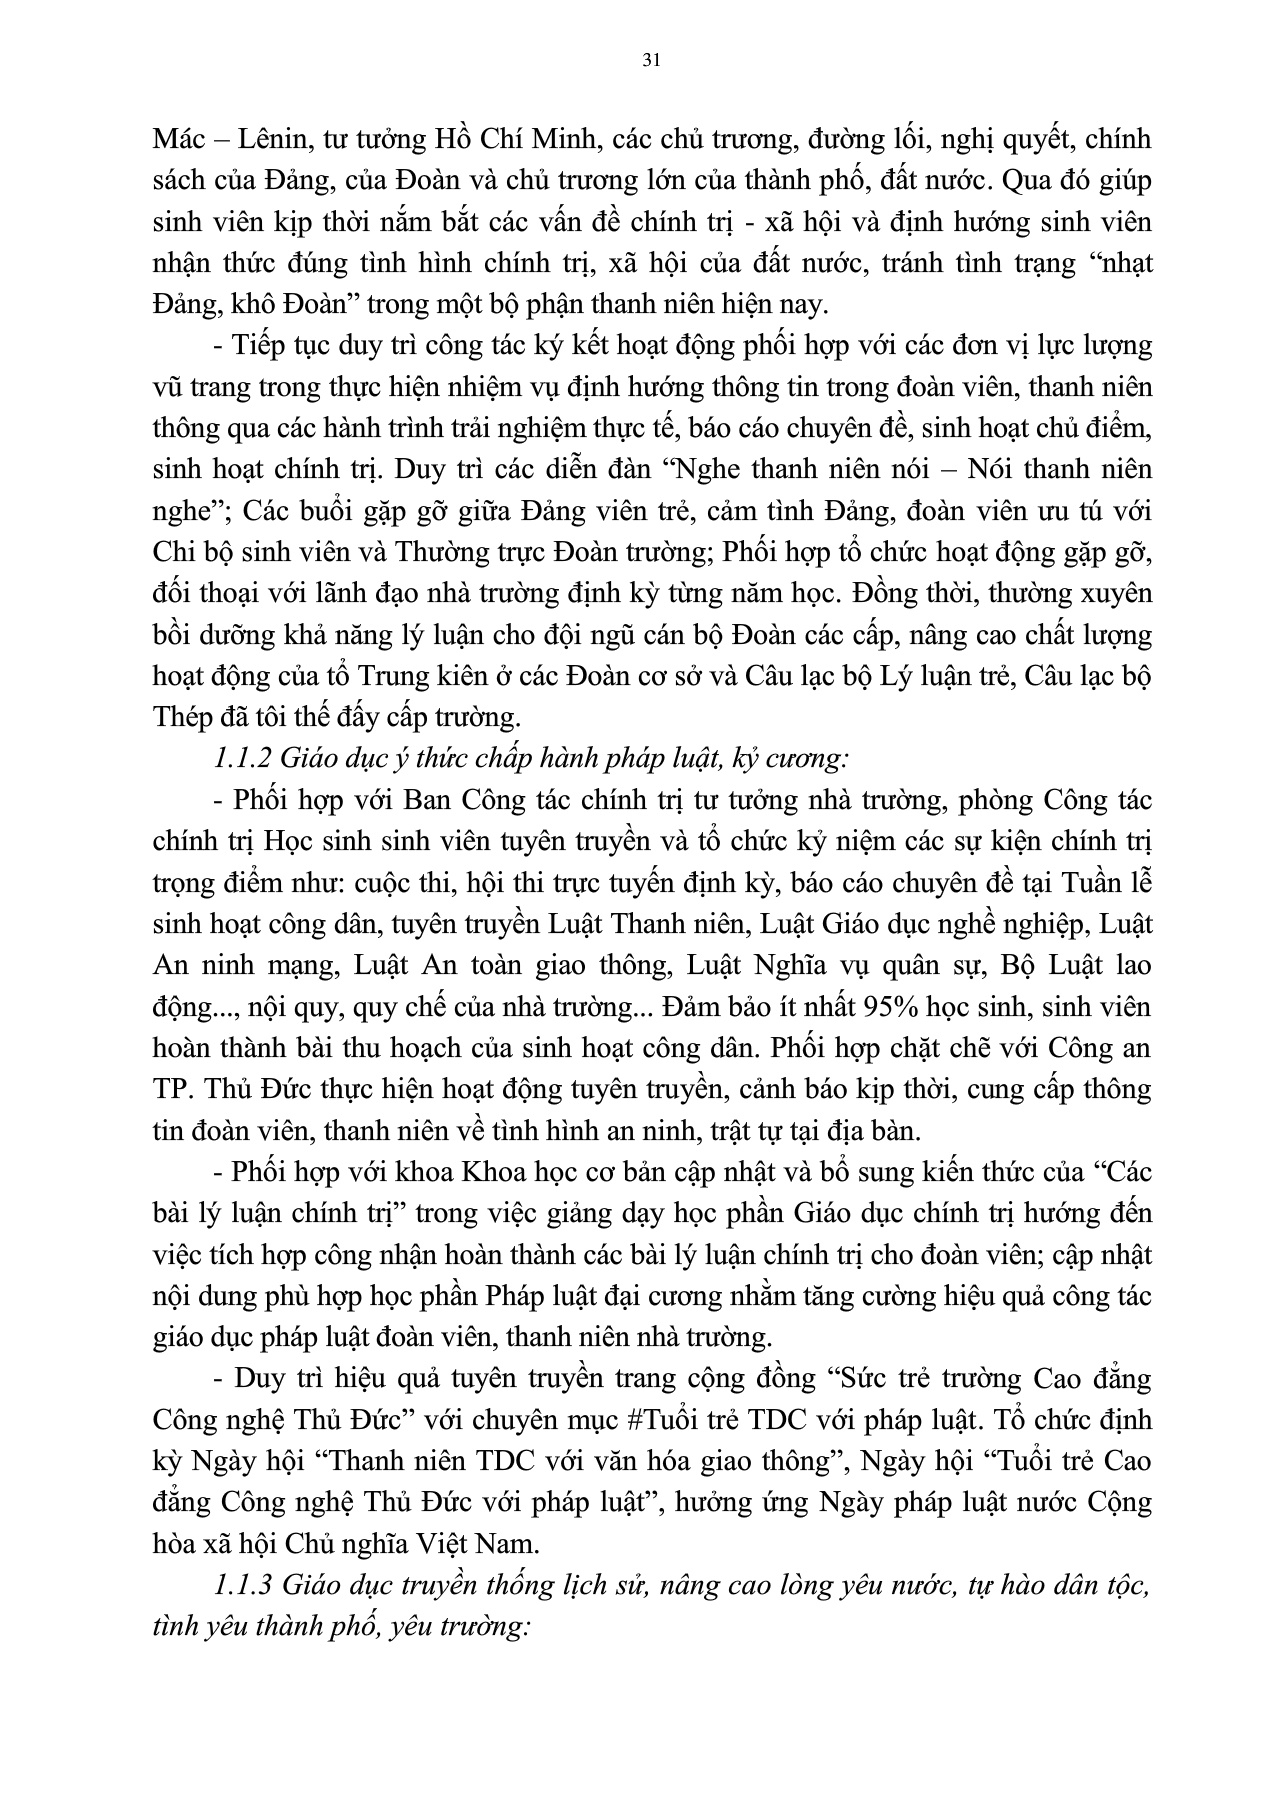 31
Mác – Lênin, tư tưởng Hồ Chí Minh, các chủ trương, đường lối, nghị quyết, chính
sách của Đảng, của Đoàn và chủ trương lớn của thành phố, đất nước. Qua đó giúp
sinh viên kịp thời nắm bắt các vấn đề chính trị - xã hội và định hướng sinh viên
nhận thức đúng tình hình chính trị, xã hội của đất nước, tránh tình trạng “nhạt
Đảng, khô Đoàn” trong một bộ phận thanh niên hiện nay.
- Tiếp tục duy trì công tác ký kết hoạt động phối hợp với các đơn vị lực lượng
vũ trang trong thực hiện nhiệm vụ định hướng thông tin trong đoàn viên, thanh niên
thông qua các hành trình trải nghiệm thực tế, báo cáo chuyên đề, sinh hoạt chủ điểm,
sinh hoạt chính trị. Duy trì các diễn đàn “Nghe thanh niên nói – Nói thanh niên
nghe”; Các buổi gặp gỡ giữa Đảng viên trẻ, cảm tình Đảng, đoàn viên ưu tú với
Chi bộ sinh viên và Thường trực Đoàn trường; Phối hợp tổ chức hoạt động gặp gỡ,
đối thoại với lãnh đạo nhà trường định kỳ từng năm học. Đồng thời, thường xuyên
bồi dưỡng khả năng lý luận cho đội ngũ cán bộ Đoàn các cấp, nâng cao chất lượng
hoạt động của tổ Trung kiên ở các Đoàn cơ sở và Câu lạc bộ Lý luận trẻ, Câu lạc bộ
Thép đã tôi thế đấy cấp trường.
1.1.2 Giáo dục ý thức chấp hành pháp luật, kỷ cương:
- Phối hợp với Ban Công tác chính trị tư tưởng nhà trường, phòng Công tác
chính trị Học sinh sinh viên tuyên truyền và tổ chức kỷ niệm các sự kiện chính trị
trọng điểm như: cuộc thi, hội thi trực tuyến định kỳ, báo cáo chuyên đề tại Tuần lễ
sinh hoạt công dân, tuyên truyền Luật Thanh niên, Luật Giáo dục nghề nghiệp, Luật
An ninh mạng, Luật An toàn giao thông, Luật Nghĩa vụ quân sự, Bộ Luật lao
động..., nội quy, quy chế của nhà trường... Đảm bảo ít nhất 95% học sinh, sinh viên
hoàn thành bài thu hoạch của sinh hoạt công dân. Phối hợp chặt chẽ với Công an
TP. Thủ Đức thực hiện hoạt động tuyên truyền, cảnh báo kịp thời, cung cấp thông
tin đoàn viên, thanh niên về tình hình an ninh, trật tự tại địa bàn.
- Phối hợp với khoa Khoa học cơ bản cập nhật và bổ sung kiến thức của “Các
bài lý luận chính trị” trong việc giảng dạy học phần Giáo dục chính trị hướng đến
việc tích hợp công nhận hoàn thành các bài lý luận chính trị cho đoàn viên; cập nhật
nội dung phù hợp học phần Pháp luật đại cương nhằm tăng cường hiệu quả công tác
giáo dục pháp luật đoàn viên, thanh niên nhà trường.
- Duy trì hiệu quả tuyên truyền trang cộng đồng “Sức trẻ trường Cao đẳng
Công nghệ Thủ Đức” với chuyên mục #Tuổi trẻ TDC với pháp luật. Tổ chức định
kỳ Ngày hội “Thanh niên TDC với văn hóa giao thông”, Ngày hội “Tuổi trẻ Cao
đẳng Công nghệ Thủ Đức với pháp luật”, hưởng ứng Ngày pháp luật nước Cộng
hòa xã hội Chủ nghĩa Việt Nam.
1.1.3 Giáo dục truyền thống lịch sử, nâng cao lòng yêu nước, tự hào dân tộc,
tình yêu thành phố, yêu trường: